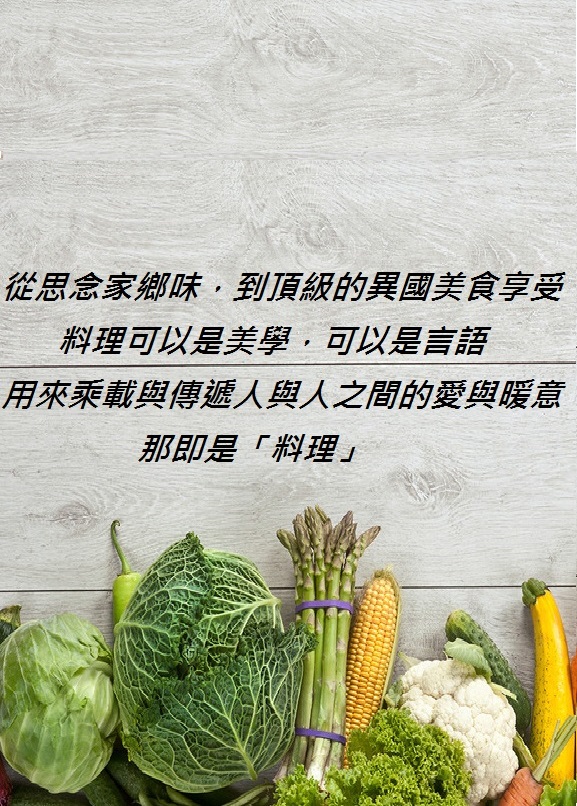 從思念家鄉味，到頂級的異國美食享受
料理可以是美學，可以是言語
用來乘載與傳遞人與人之間的愛與暖意
那即是「料理」